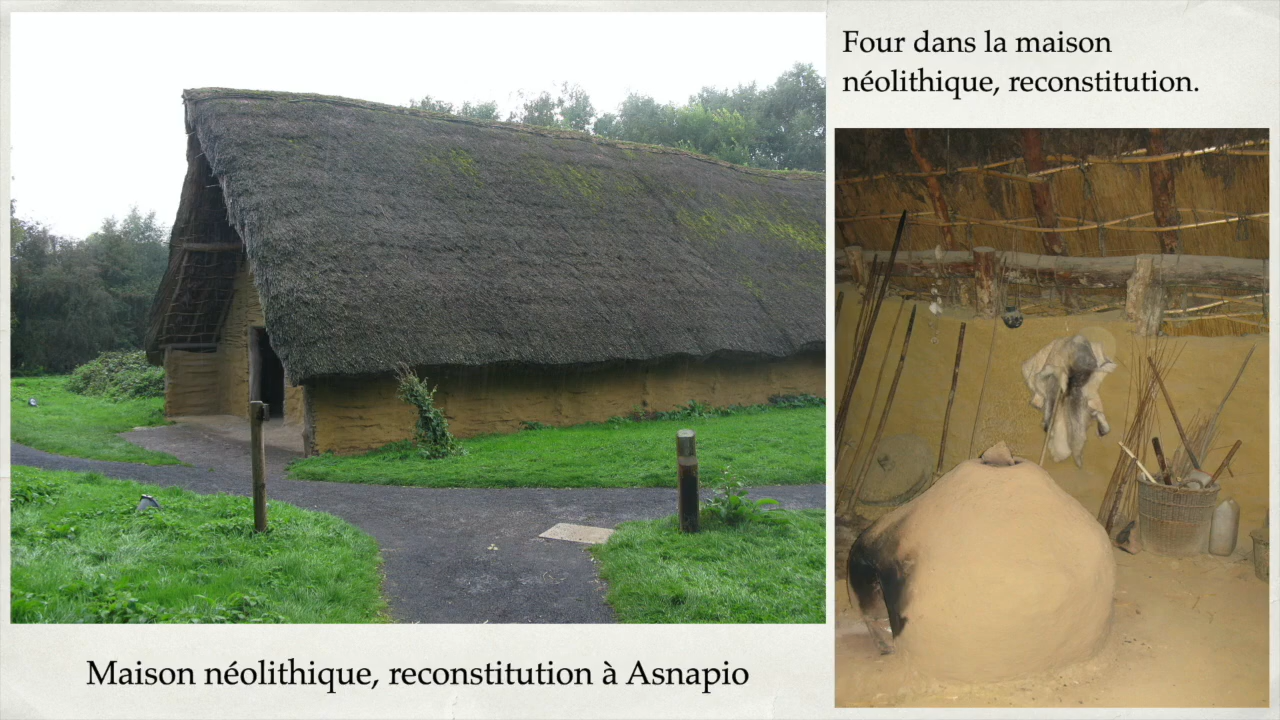 Four dans la maison
néolithique, reconstitution.
Maison néolithique, reconstitution à Asnapio